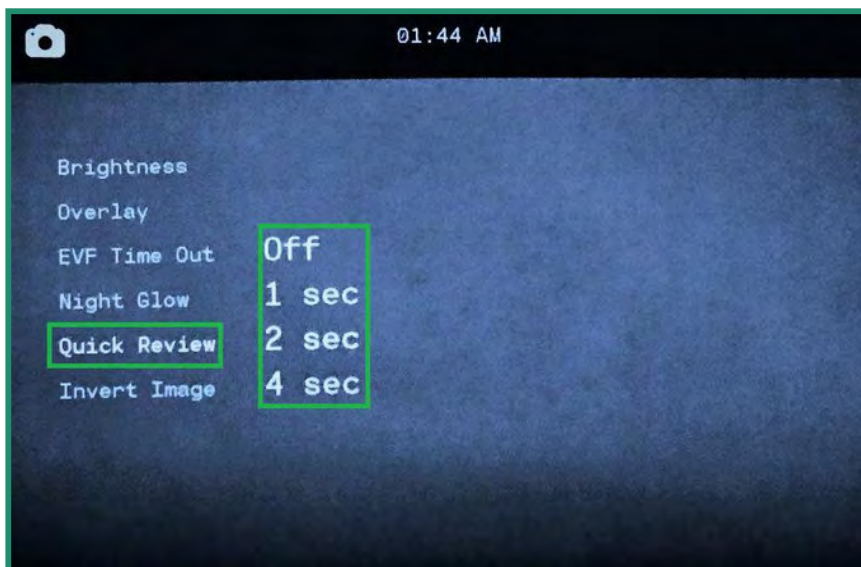 01:44 AM
Brightness
Overlay
EVF Time Out
Night Glow
Quick Review
Invert Image
Off
1 sec
2 sec
4 sec